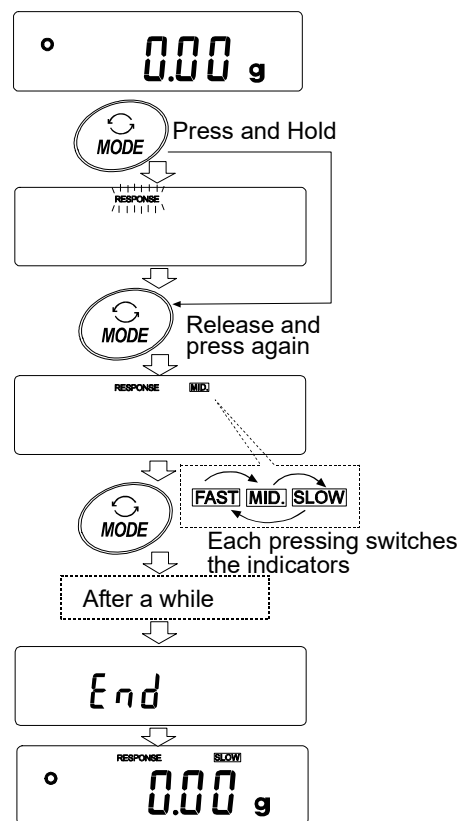 0.00 g
MODE
Press and Hold
RESPONSE
MODE
Release and
press again
RESPONSE MID.
FAST MID. SLOW
MODE
Each pressing switches
the indicators
After a while
End
RESPONSE SLOW
0.00 g